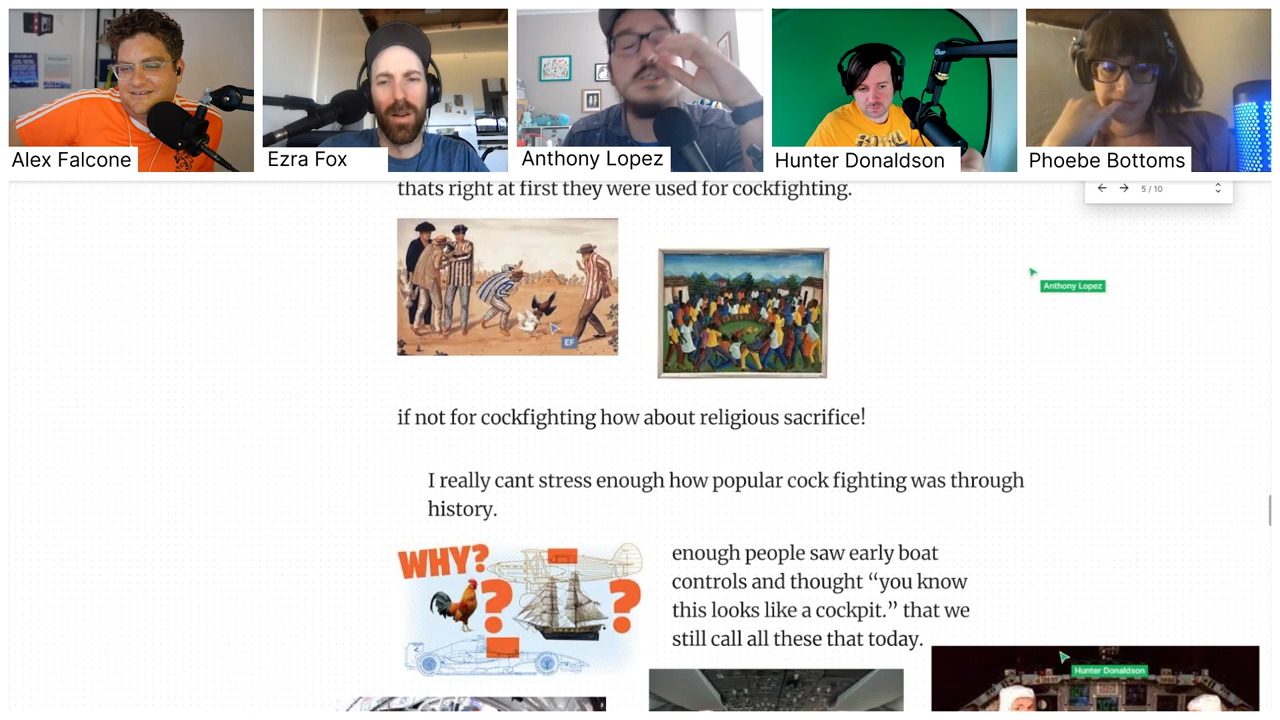 Alex Falcone
Ezra Fox
Anthony Lopez
Hunter Donaldson
Phoebe Bottoms
thats right at first they were used for cockfighting.
5 / 10
Anthony Lopez
EF
if not for cockfighting how about religious sacrifice!
I really cant stress enough how popular cock fighting was through
history.
WHY?
?
?
enough people saw early boat
controls and thought “you know
this looks like a cockpit.” that we
still call all these that today.
Hunter Donaldson